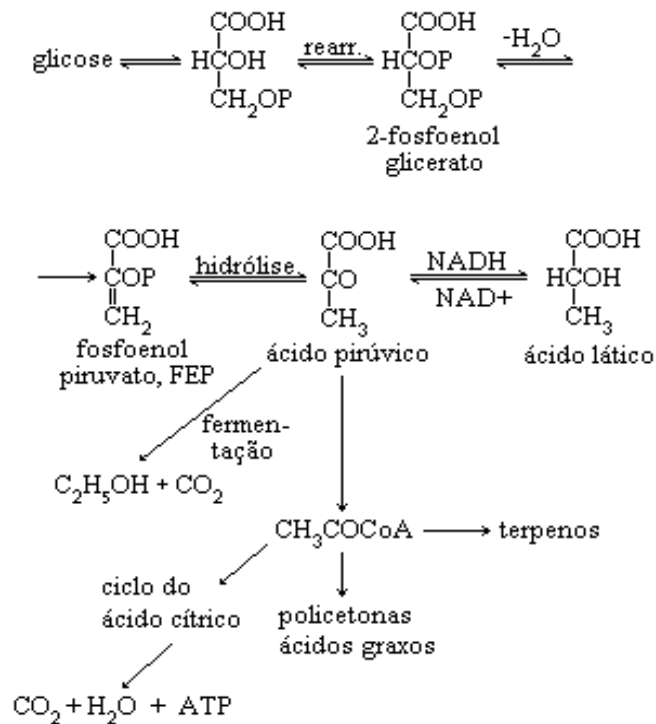 COOH COOH
glicose HCOH rearr. HCOP -H₂O
CH₂OP CH₂OP
2-fosfoenol
glicerato
COOH COOH COOH
COP hidrólise CO NADH HCOH
NAD+
CH₂ CH₃ CH₃
fosfoenol ácido pirúvico ácido lático
piruvato, FEP
fermen-
tação
C₂H₅OH + CO₂
CH₃COCoA terpenos
ciclo do
ácido cítrico
policetonas
ácidos graxos
CO₂ + H₂O + ATP